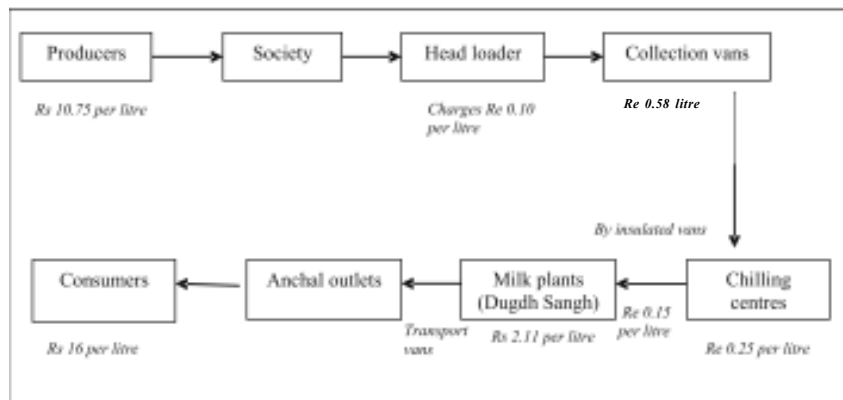 Producers
Society
Head loader
Collection vans
Rs 10.75 per litre
Charges Re 0.10
per litre
Re 0.58 litre
By insulated vans
Consumers
Anchal outlets
Milk plants
(Dugdh Sangh)
Chilling
centres
Re 0.15
per litre
Transport
vans
Rs 2.11 per litre
Rs 16 per litre
Re 0.25 per litre